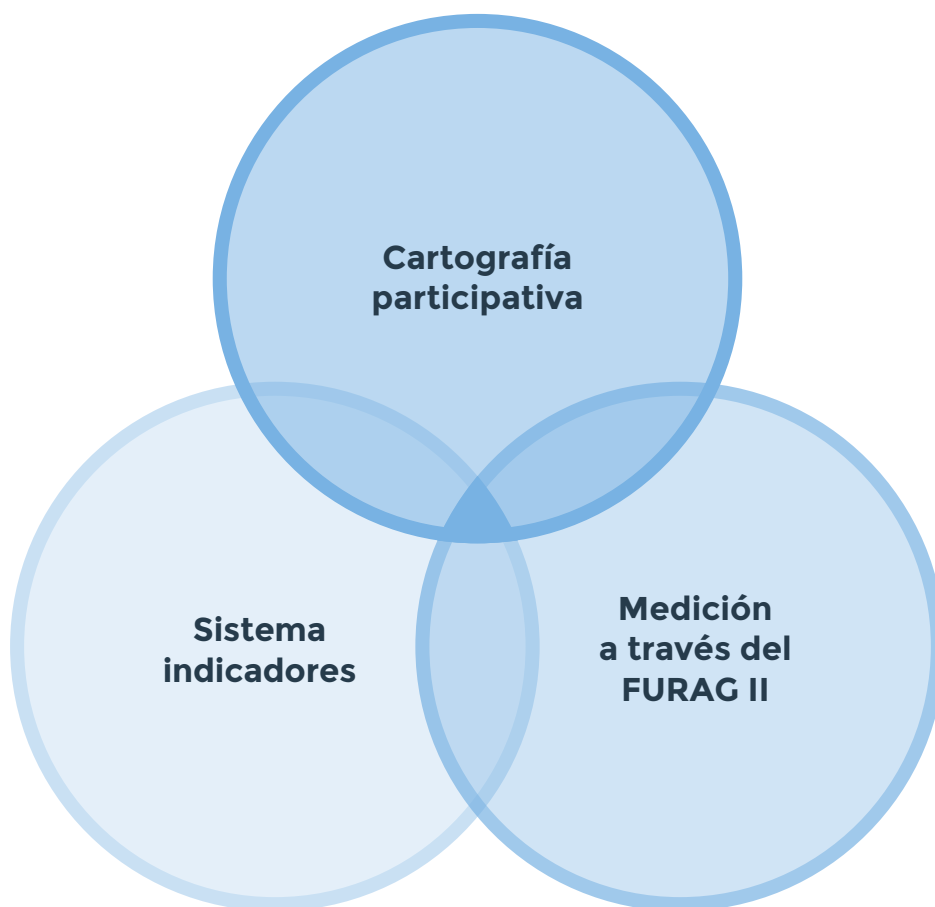 Cartografía
participativa
Sistema
indicadores
Medición
a través del
FURAG II